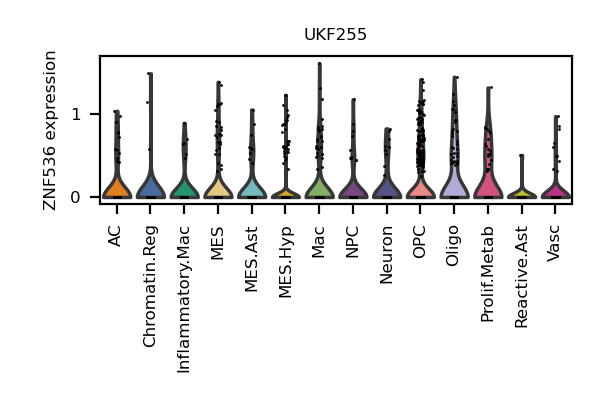 UKF255
ZNF536 expression
1
0
AC
Chromatin.Reg
Inflammatory.Mac
MES
MES.Ast
MES.Hyp
Mac
NPC
Neuron
OPC
Oligo
Prolif.Metab
Reactive.Ast
Vasc